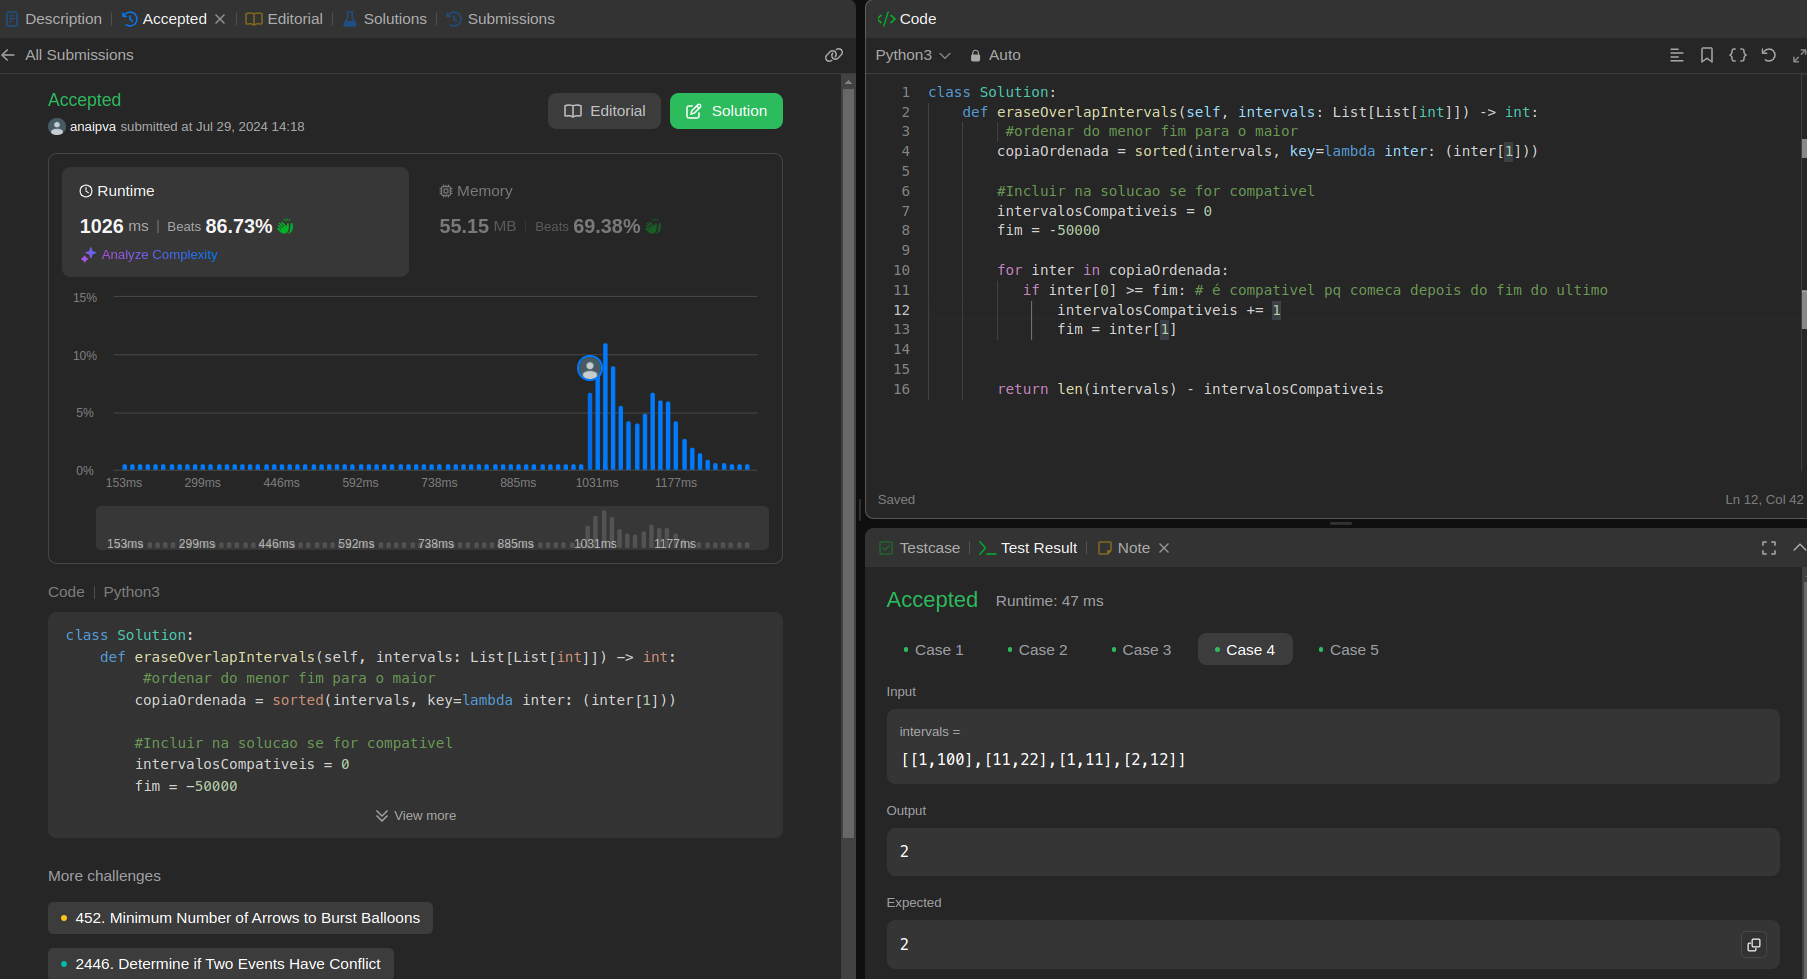 Description
Accepted
Editorial
Solutions
Submissions
All Submissions
Accepted
anaipva submitted at Jul 29, 2024 14:18
Editorial
Solution
Runtime
1026 ms
Beats 86.73%
Analyze Complexity
Memory
55.15 MB
Beats 69.38%
15%
10%
5%
0%
153ms 299ms 446ms 592ms 738ms 885ms 1031ms 1177ms
153ms 299ms 446ms 592ms 738ms 885ms 1031ms 1177ms
Code
Python3
class Solution:
def eraseOverlapIntervals(self, intervals: List[List[int]]) -> int:
#ordenar do menor fim para o maior
copiaOrdenada = sorted(intervals, key=lambda inter: (inter[1]))
#Incluir na solucao se for compativel
intervalosCompativeis = 0
fim = -50000
View more
More challenges
452. Minimum Number of Arrows to Burst Balloons
2446. Determine if Two Events Have Conflict
</> Code
Python3
Auto
1 class Solution:
2 def eraseOverlapIntervals(self, intervals: List[List[int]]) -> int:
3 #ordenar do menor fim para o maior
4 copiaOrdenada = sorted(intervals, key=lambda inter: (inter[1]))
5
6 #Incluir na solucao se for compativel
7 intervalosCompativeis = 0
8 fim = -50000
9
10 for inter in copiaOrdenada:
11 if inter[0] >= fim: # é compativel pq comeca depois do fim do ultimo
12 intervalosCompativeis += 1
13 fim = inter[1]
14
15
16 return len(intervals) - intervalosCompativeis
Saved
Ln 12, Col 42
Testcase
Test Result
Note
Accepted
Runtime: 47 ms
Case 1
Case 2
Case 3
Case 4
Case 5
Input
intervals =
[[1,100],[11,22],[1,11],[2,12]]
Output
2
Expected
2